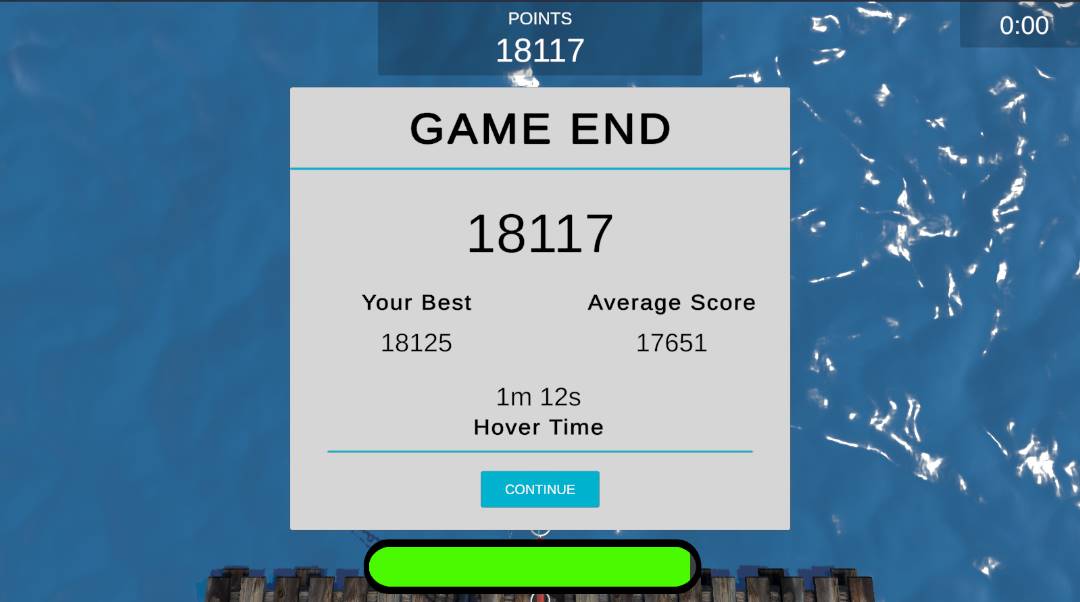 POINTS
18117
0:00
GAME END
18117
Your Best
Average Score
18125
17651
1m 12s
Hover Time
CONTINUE